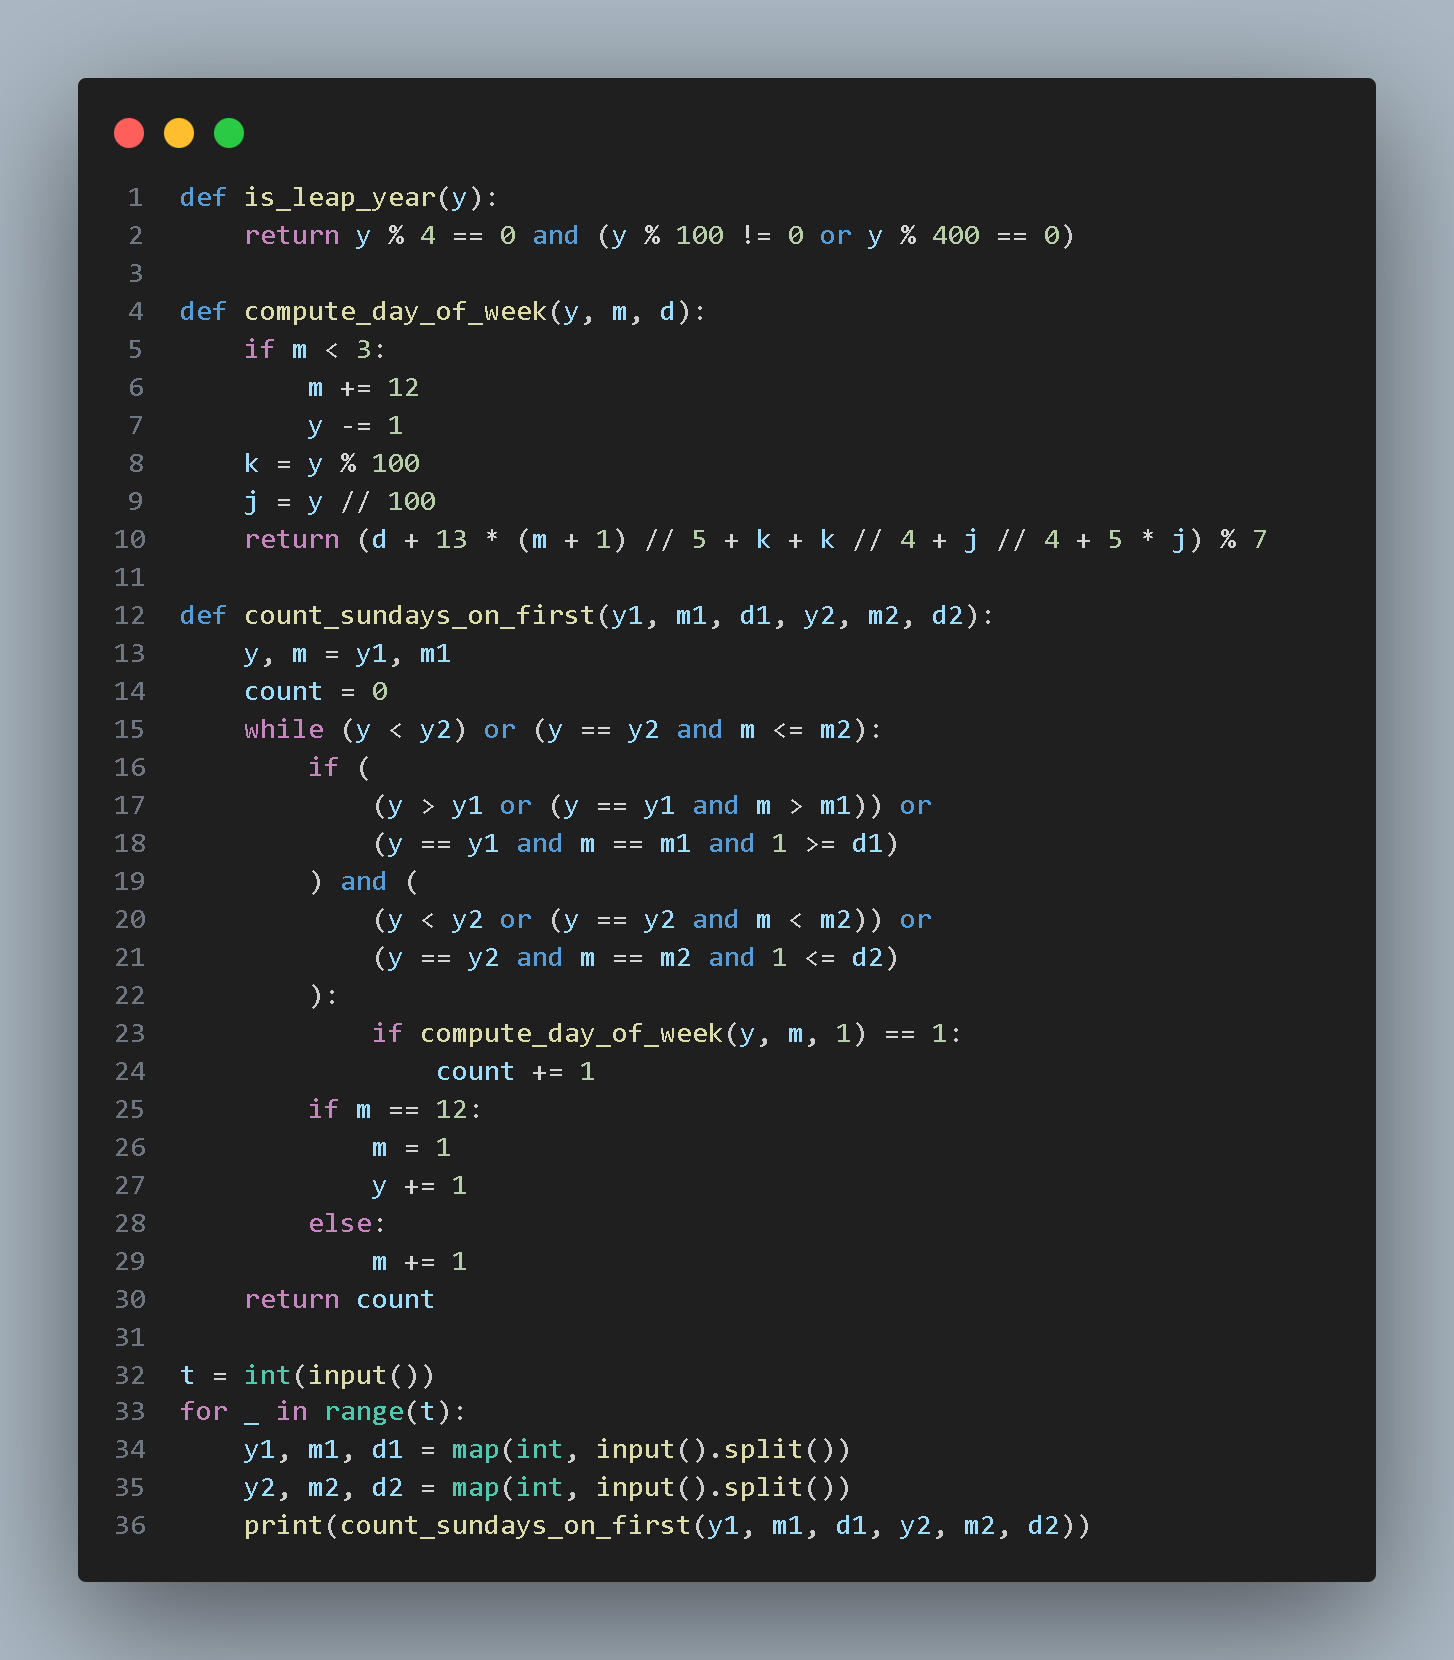 1 def is_leap_year(y):
2     return y % 4 == 0 and (y % 100 != 0 or y % 400 == 0)
3
4 def compute_day_of_week(y, m, d):
5     if m < 3:
6         m += 12
7         y -= 1
8     k = y % 100
9     j = y // 100
10     return (d + 13 * (m + 1) // 5 + k + k // 4 + j // 4 + 5 * j) % 7
11
12 def count_sundays_on_first(y1, m1, d1, y2, m2, d2):
13     y, m = y1, m1
14     count = 0
15     while (y < y2) or (y == y2 and m <= m2):
16         if (
17             (y > y1 or (y == y1 and m > m1)) or
18             (y == y1 and m == m1 and 1 >= d1)
19         ) and (
20             (y < y2 or (y == y2 and m < m2)) or
21             (y == y2 and m == m2 and 1 <= d2)
22         ):
23             if compute_day_of_week(y, m, 1) == 1:
24                 count += 1
25         if m == 12:
26             m = 1
27             y += 1
28         else:
29             m += 1
30     return count
31
32 t = int(input())
33 for _ in range(t):
34     y1, m1, d1 = map(int, input().split())
35     y2, m2, d2 = map(int, input().split())
36     print(count_sundays_on_first(y1, m1, d1, y2, m2, d2))